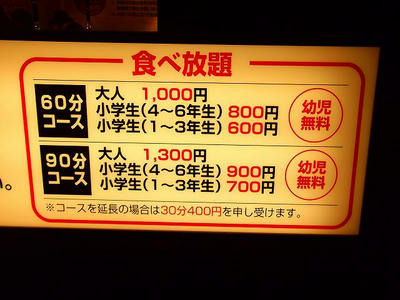 食べ放題
60分コース
大人 1,000円
小学生(4～6年生) 800円
小学生(1～3年生) 600円
幼児無料
90分コース
大人 1,300円
小学生(4～6年生) 900円
小学生(1～3年生) 700円
幼児無料
い。
※コースを延長の場合は30分400円を申し受けます。